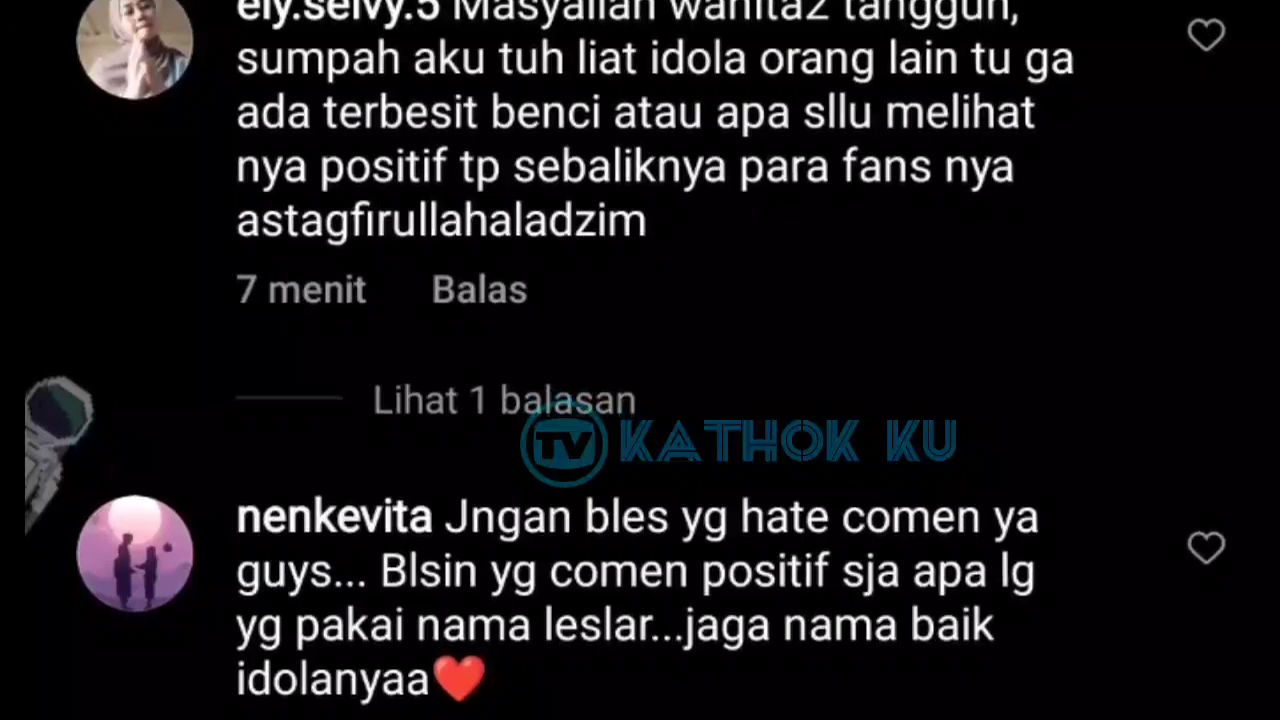 ely.selvy.5 Masyallah wanita2 tangguh,
sumpah aku tuh liat idola orang lain tu ga
ada terbesit benci atau apa sllu melihat
nya positif tp sebaliknya para fans nya
astagfirullahaladzim
7 menit Balas
Lihat 1 balasan
TV KATHOK KU
nenkevita Jngan bles yg hate comen ya
guys... Blsin yg comen positif sja apa lg
yg pakai nama leslar...jaga nama baik
idolanyaa❤️